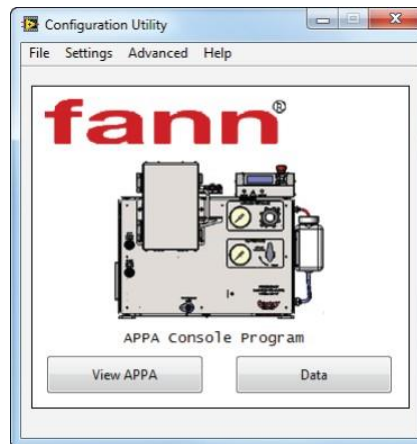 Configuration Utility
File Settings Advanced Help
fann®
APPA Console Program
View APPA Data